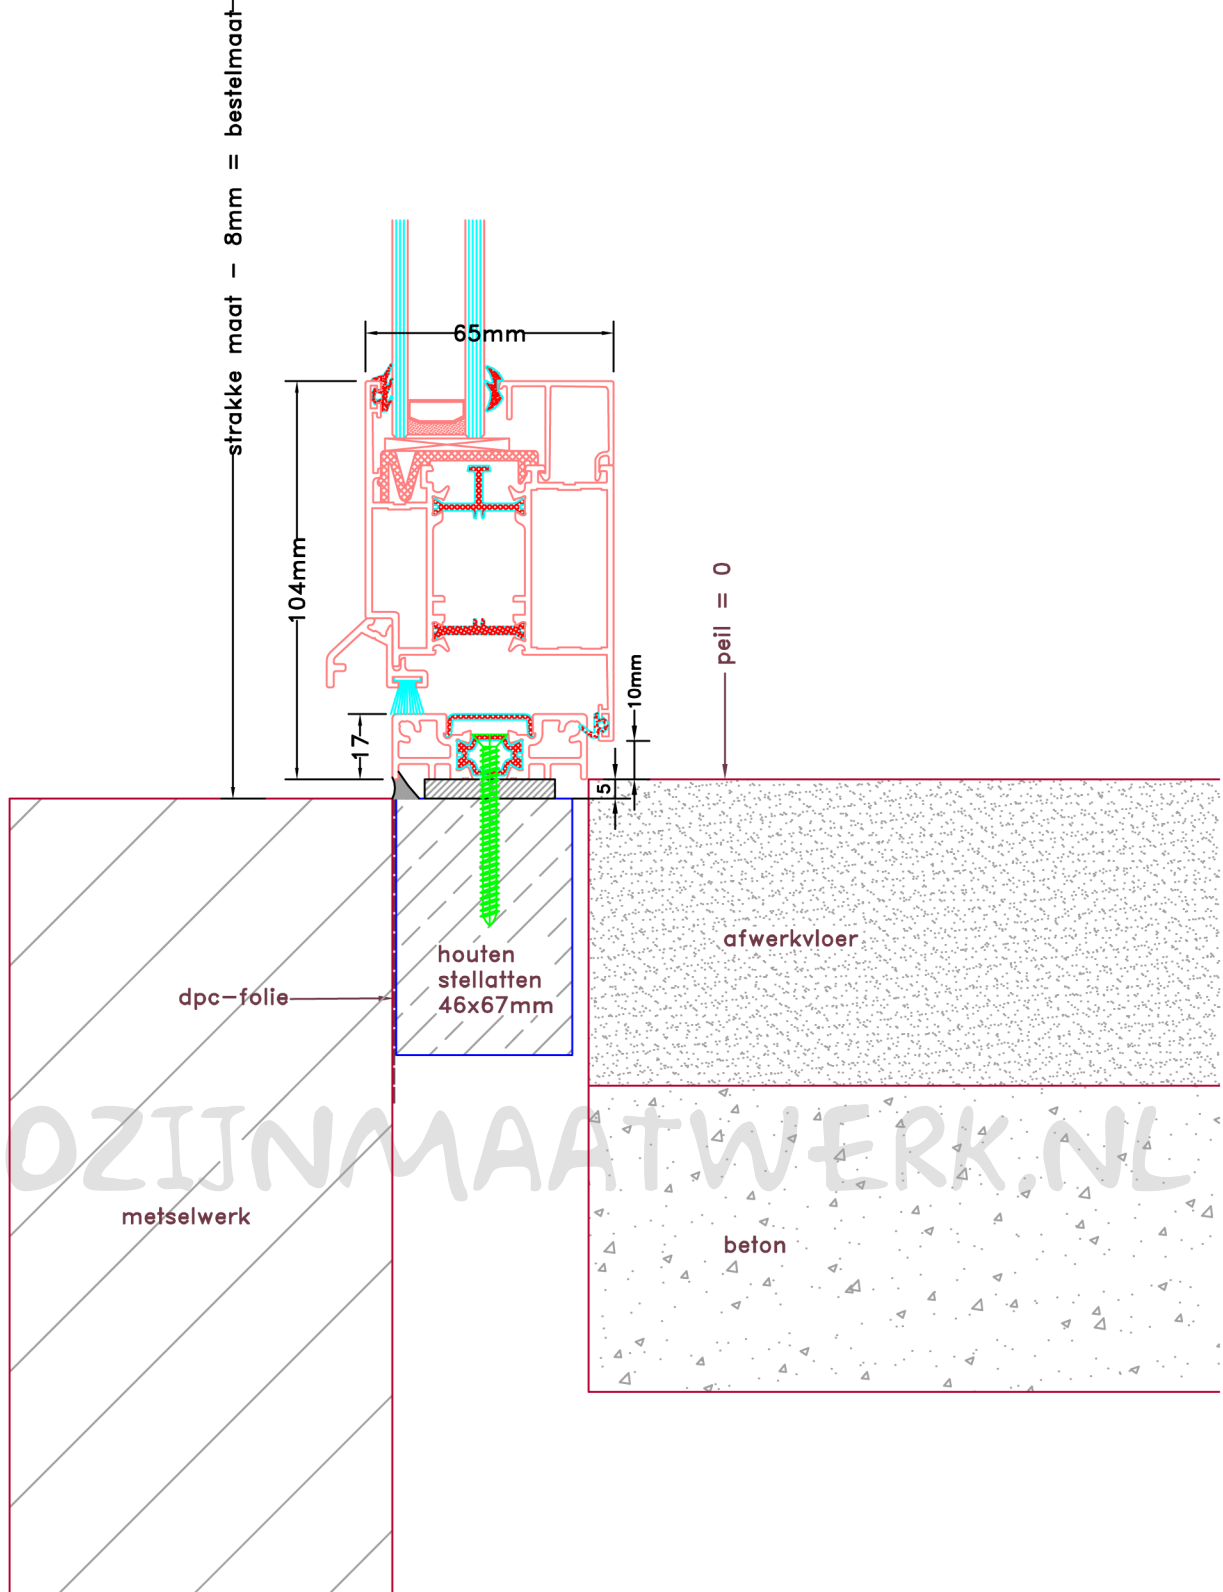 strakke maat - 8mm = bestelmaat
65mm
104mm
peil = 0
10mm
17
5
afwerkvloer
houten
stellatten
46x67mm
dpc-folie
OZIJNMAATWERK.NL
metselwerk
beton